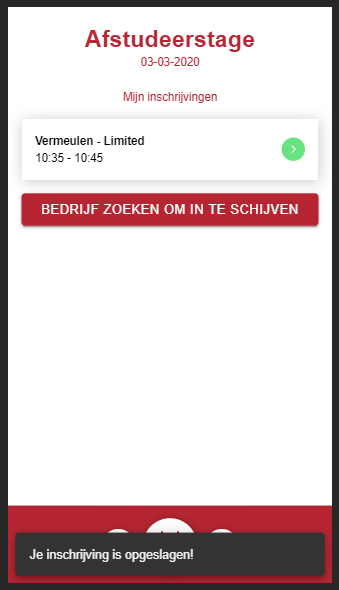 Afstudeerstage
03-03-2020
Mijn inschrijvingen
Vermeulen - Limited
10:35 - 10:45
BEDRIJF ZOEKEN OM IN TE SCHIJVEN
Je inschrijving is opgeslagen!